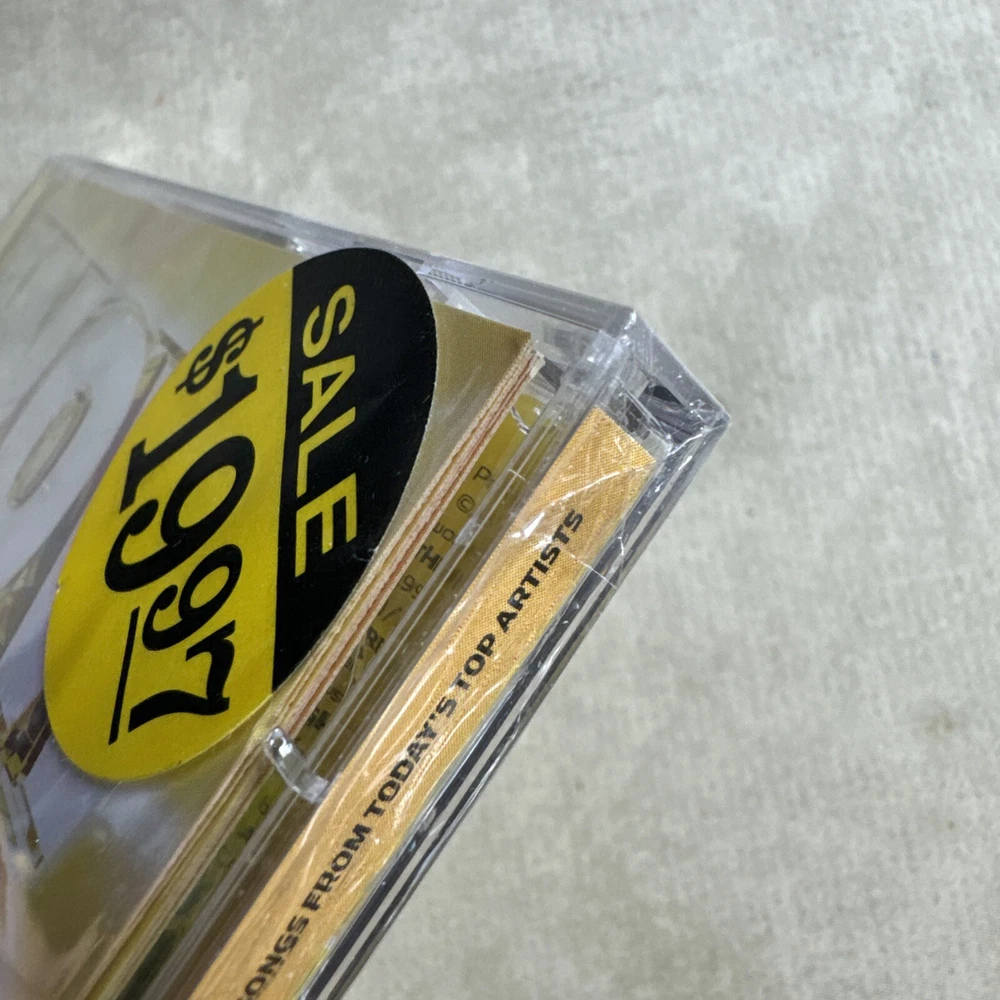 SALE
$1997
SONGS FROM TODAY'S TOP ARTISTS